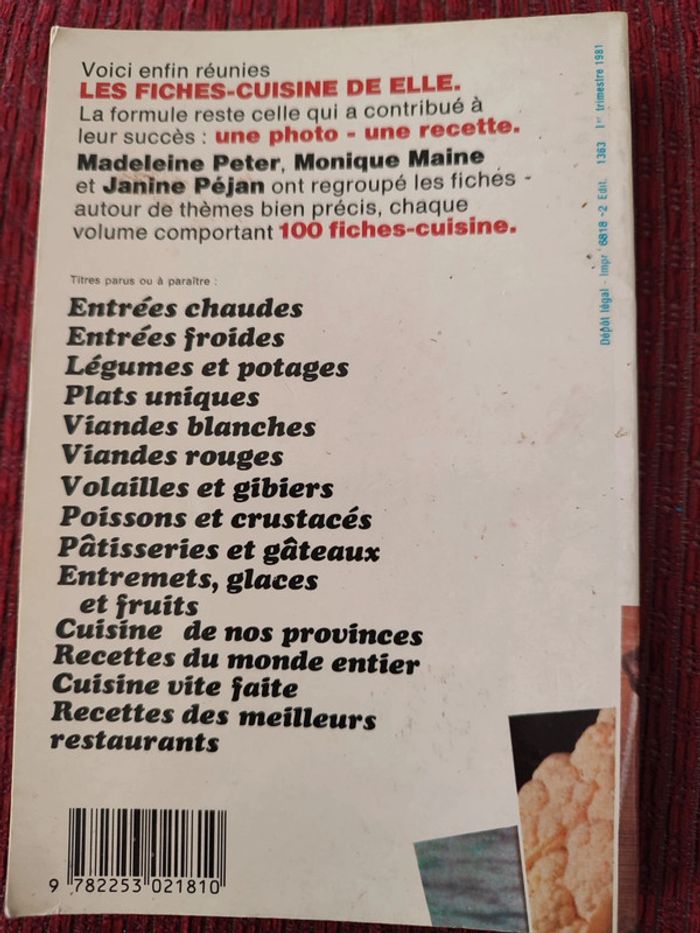 Voici enfin réunies
LES FICHES-CUISINE DE ELLE.
La formule reste celle qui a contribué à
leur succès : une photo - une recette.
Madeleine Peter, Monique Maine
et Janine Péjan ont regroupé les fiches -
autour de thèmes bien précis, chaque
volume comportant 100 fiches-cuisine.
Titres parus ou à paraître :
Entrées chaudes
Entrées froides
Légumes et potages
Plats uniques
Viandes blanches
Viandes rouges
Volailles et gibiers
Poissons et crustacés
Pâtisseries et gâteaux
Entremets, glaces
et fruits
Cuisine de nos provinces
Recettes du monde entier
Cuisine vite faite
Recettes des meilleurs
restaurants
9 782253 021810
Dépôt légal - Impr 6818 -2 Edit. 1363 1er trimestre 1981